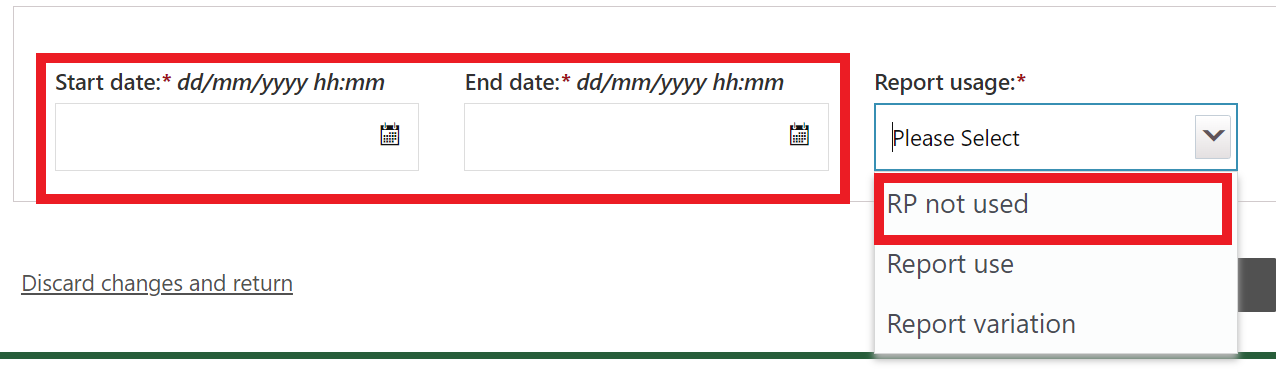 Start date:* dd/mm/yyyy hh:mm
End date:* dd/mm/yyyy hh:mm
Report usage:*
Please Select
RP not used
Report use
Report variation
Discard changes and return